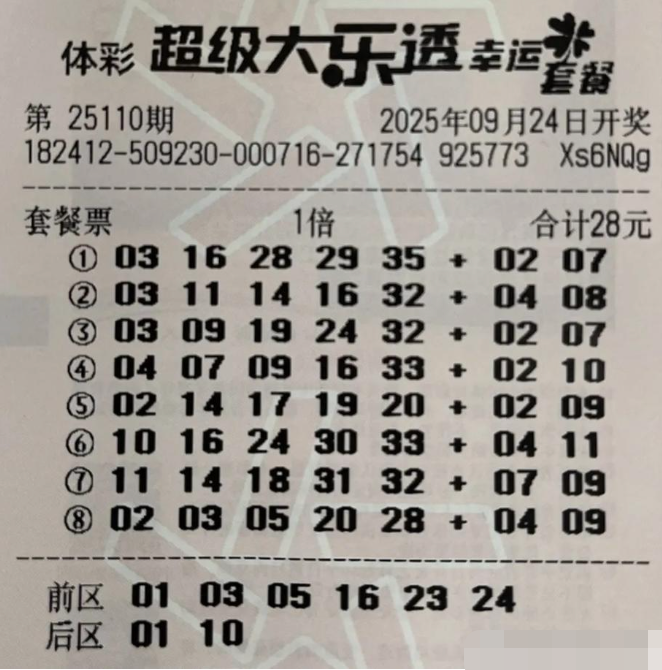 体彩 超级大乐透 幸运套餐
第 25110期 2025年09月24日开奖
182412-509230-000716-271754 925773 Xs6NQg
套餐票 1倍 合计28元
① 03 16 28 29 35 + 02 07
② 03 11 14 16 32 + 04 08
③ 03 09 19 24 32 + 02 07
④ 04 07 09 16 33 + 02 10
⑤ 02 14 17 19 20 + 02 09
⑥ 10 16 24 30 33 + 04 11
⑦ 11 14 18 31 32 + 07 09
⑧ 02 03 05 20 28 + 04 09
前区 01 03 05 16 23 24
后区 01 10